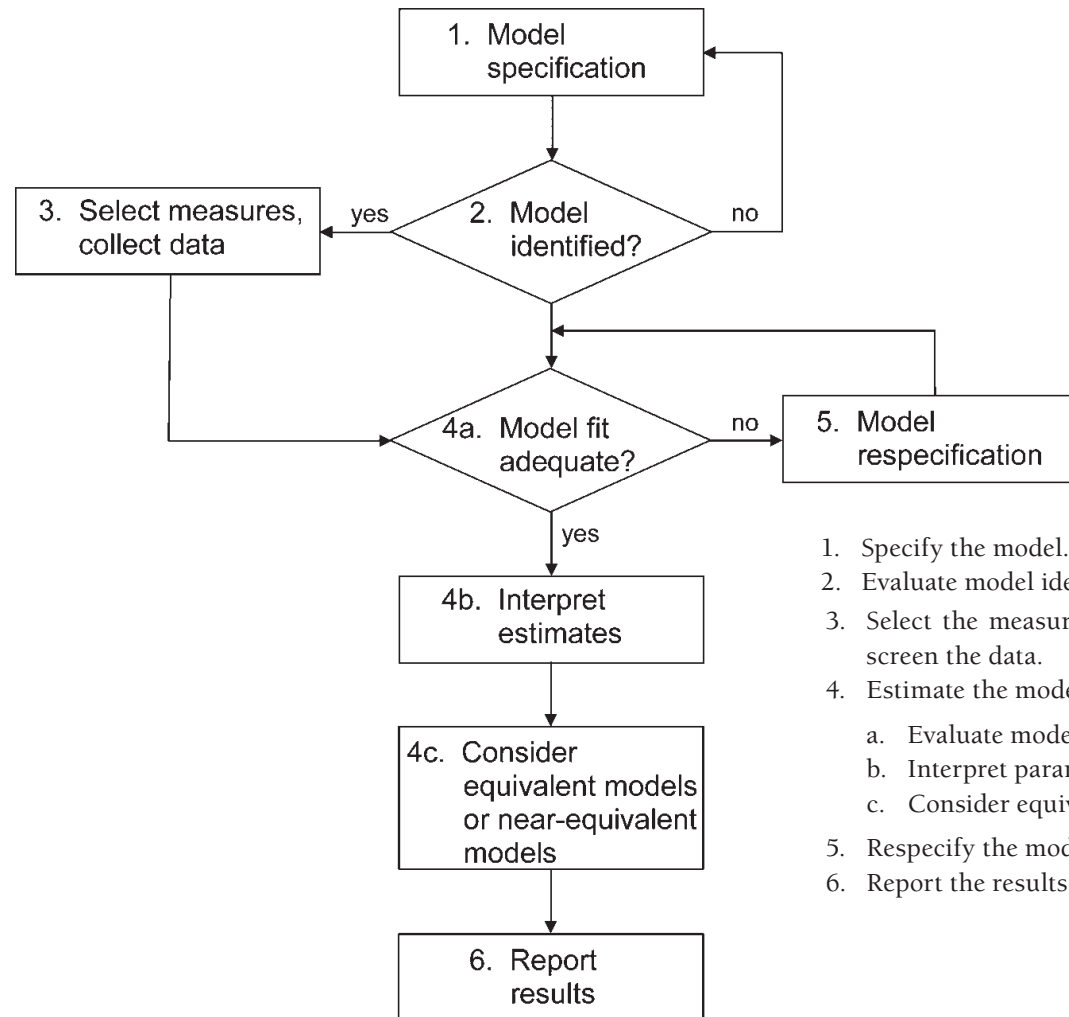 1. Model
specification
3. Select measures,
collect data
yes
2. Model
identified?
no
4a. Model fit
adequate?
no
5. Model
respecification
yes
4b. Interpret
estimates
4c. Consider
equivalent models
or near-equivalent
models
6. Report
results
1. Specify the model.
2. Evaluate model ide
3. Select the measur
screen the data.
4. Estimate the mode
a. Evaluate mode
b. Interpret parar
c. Consider equiv
5. Respecify the mod
6. Report the results